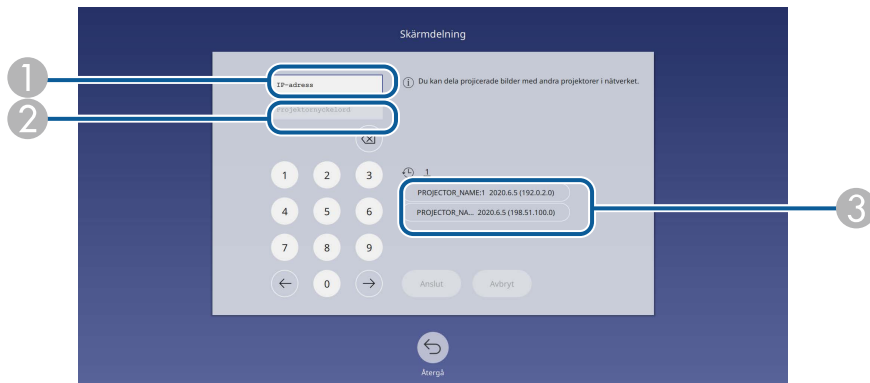 Skärmdelning
1
IP-adress
Du kan dela projicerade bilder med andra projektorer i nätverket.
2
Projektornyckelord
1 2 3
1
PROJECTOR_NAME:1 2020.6.5 (192.0.2.0)
3
4 5 6
PROJECTOR_NA... 2020.6.5 (198.51.100.0)
7 8 9
0
Anslut
Avbryt
Återgå